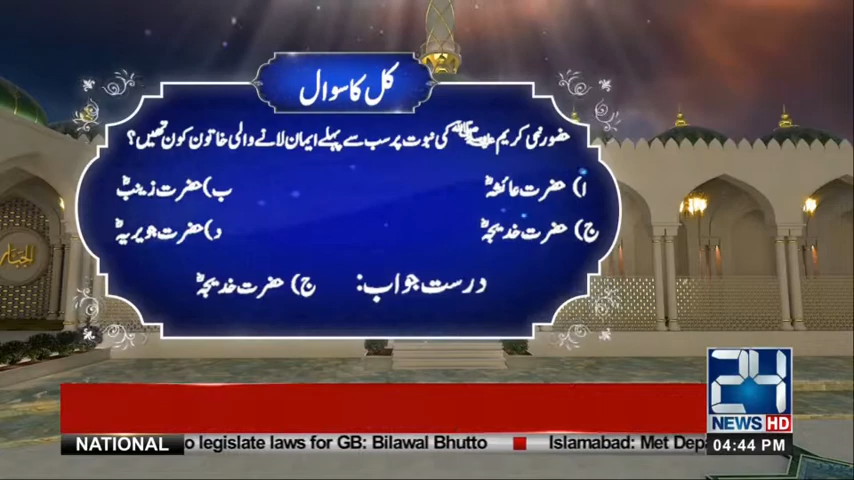 کل کا سوال
حضور نبی کریم ﷺ کی نبوت پر سب سے پہلے ایمان لانے والی خاتون کون تھیں؟
ا) حضرت عائشہؓ ب) حضرت زینبؓ
ج) حضرت خدیجہؓ د) حضرت جویریہؓ
درست جواب: ج) حضرت خدیجہؓ
الجبار
24
NEWS HD
NATIONAL o legislate laws for GB: Bilawal Bhutto Islamabad: Met Dep 04:44 PM